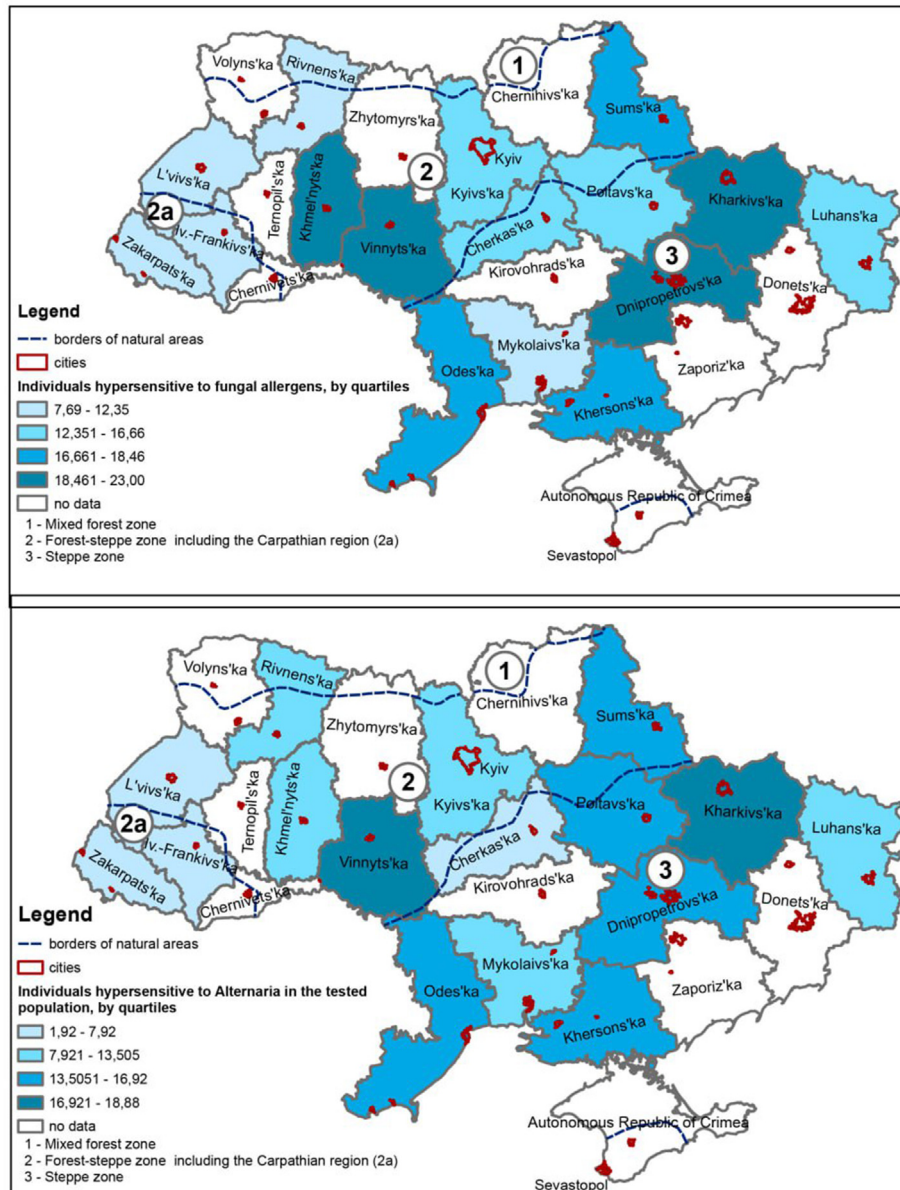 1
Volyns'ka
Rivnens'ka
Chernihivs'ka
Sums'ka
Zhytomyrs'ka
Kyiv
2
L'vivs'ka
Ternopil's'ka
Khmel'nyts'ka
Kyivs'ka
Poltavs'ka
Kharkivs'ka
Luhans'ka
2a
Iv.-Frankivs'ka
Vinnyts'ka
Cherkas'ka
3
Zakarpats'ka
Chernivets'ka
Kirovohrads'ka
Dnipropetrovs'ka
Donets'ka
Legend
borders of natural areas
cities
Individuals hypersensitive to fungal allergens, by quartiles
7,69 - 12,35
12,351 - 16,66
16,661 - 18,46
18,461 - 23,00
no data
1 - Mixed forest zone
2 - Forest-steppe zone including the Carpathian region (2a)
3 - Steppe zone
Odes'ka
Mykolaivs'ka
Zaporiz'ka
Khersons'ka
Autonomous Republic of Crimea
Sevastopol
1
Volyns'ka
Rivnens'ka
Chernihivs'ka
Sums'ka
Zhytomyrs'ka
Kyiv
2
L'vivs'ka
Ternopil's'ka
Khmel'nyts'ka
Kyivs'ka
Poltavs'ka
Kharkivs'ka
Luhans'ka
2a
Iv.-Frankivs'ka
Vinnyts'ka
Cherkas'ka
3
Zakarpats'ka
Chernivets'ka
Kirovohrads'ka
Dnipropetrovs'ka
Donets'ka
Legend
borders of natural areas
cities
Individuals hypersensitive to Alternaria in the tested
population, by quartiles
1,92 - 7,92
7,921 - 13,505
13,5051 - 16,92
16,921 - 18,88
no data
1 - Mixed forest zone
2 - Forest-steppe zone including the Carpathian region (2a)
3 - Steppe zone
Odes'ka
Mykolaivs'ka
Zaporiz'ka
Khersons'ka
Autonomous Republic of Crimea
Sevastopol